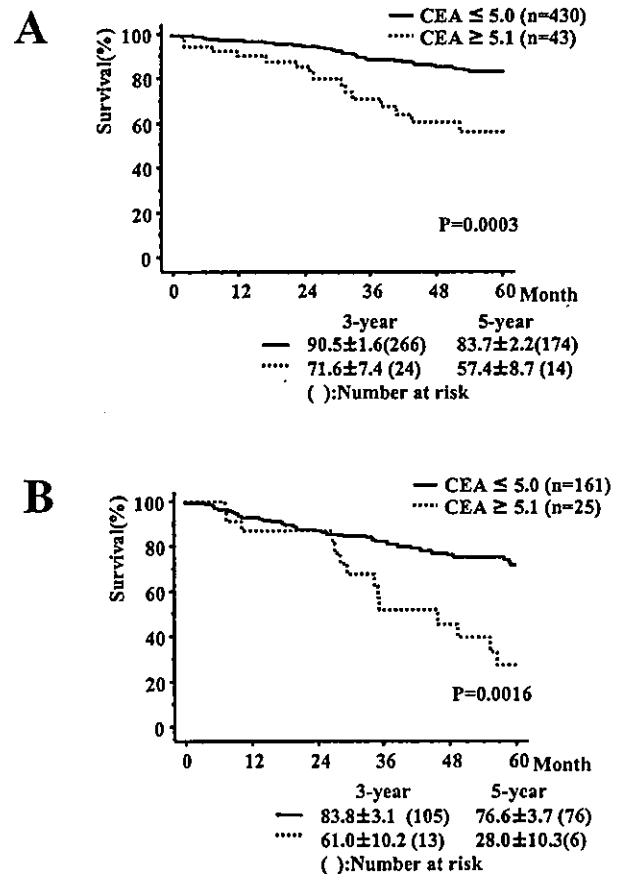 A
CEA ≤ 5.0 (n=430)
CEA ≥ 5.1 (n=43)
Survival(%)
100
80
60
40
20
0
0 12 24 36 48 60 Month
P=0.0003
3-year 5-year
90.5±1.6(266) 83.7±2.2(174)
71.6±7.4 (24) 57.4±8.7 (14)
( ):Number at risk
B
CEA ≤ 5.0 (n=161)
CEA ≥ 5.1 (n=25)
Survival(%)
100
80
60
40
20
0
0 12 24 36 48 60 Month
P=0.0016
3-year 5-year
83.8±3.1 (105) 76.6±3.7 (76)
61.0±10.2 (13) 28.0±10.3(6)
( ):Number at risk